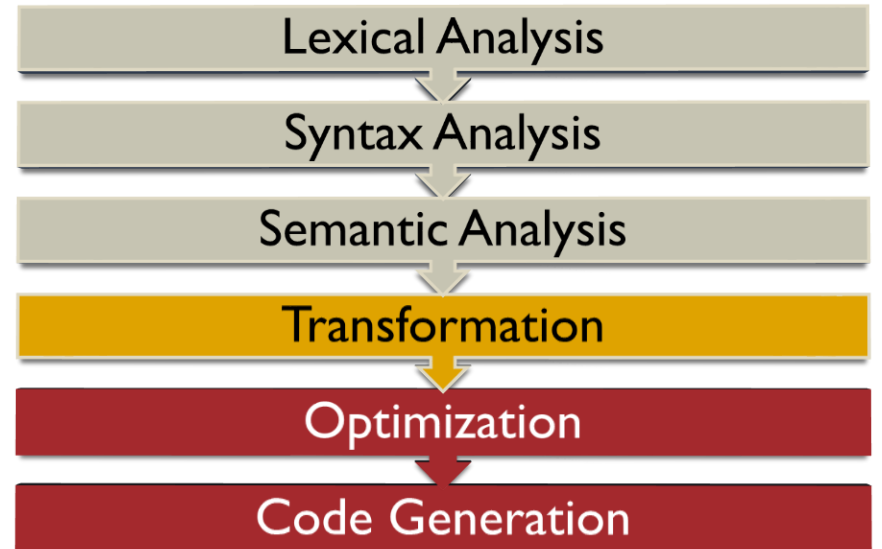 Lexical Analysis
Syntax Analysis
Semantic Analysis
Transformation
Optimization
Code Generation